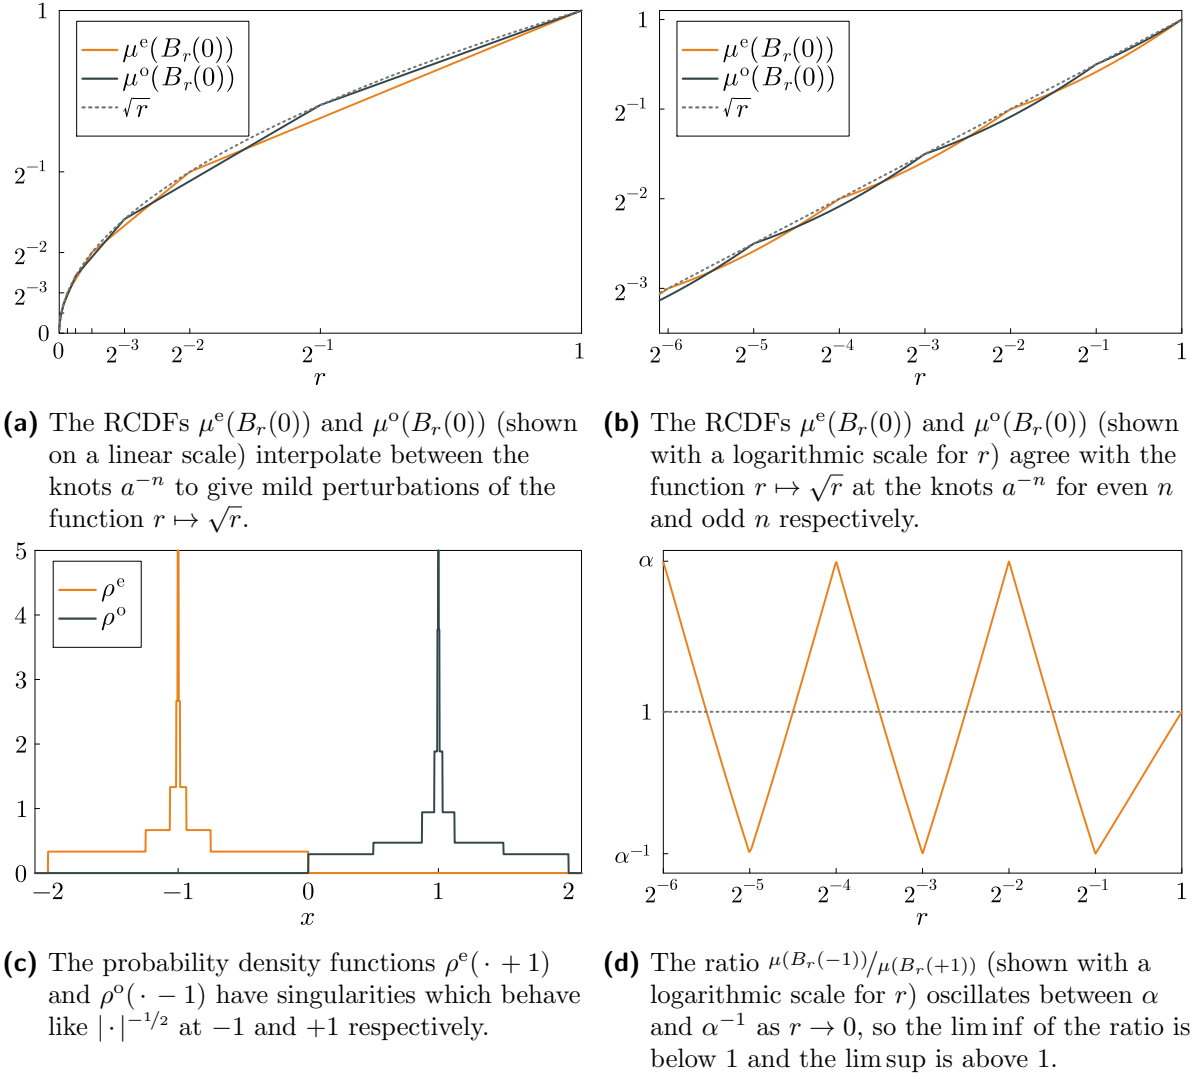 1
2⁻¹
2⁻²
2⁻³
0
μᵉ(Bᵣ(0))
μᵒ(Bᵣ(0))
√r
0 2⁻³ 2⁻² 2⁻¹ 1
r
1
2⁻¹
2⁻²
2⁻³
μᵉ(Bᵣ(0))
μᵒ(Bᵣ(0))
√r
2⁻⁶ 2⁻⁵ 2⁻⁴ 2⁻³ 2⁻² 2⁻¹ 1
r
(a) The RCDFs μᵉ(Bᵣ(0)) and μᵒ(Bᵣ(0)) (shown
on a linear scale) interpolate between the
knots a⁻ⁿ to give mild perturbations of the
function r ↦ √r.
(b) The RCDFs μᵉ(Bᵣ(0)) and μᵒ(Bᵣ(0)) (shown
with a logarithmic scale for r) agree with the
function r ↦ √r at the knots a⁻ⁿ for even n
and odd n respectively.
5
4
3
2
1
0
ρᵉ
ρᵒ
−2 −1 0 1 2
x
α
1
α⁻¹
2⁻⁶ 2⁻⁵ 2⁻⁴ 2⁻³ 2⁻² 2⁻¹ 1
r
(c) The probability density functions ρᵉ( · + 1)
and ρᵒ( · − 1) have singularities which behave
like | · |⁻¹/² at −1 and +1 respectively.
(d) The ratio μ(Bᵣ(−1))/μ(Bᵣ(+1)) (shown with a
logarithmic scale for r) oscillates between α
and α⁻¹ as r → 0, so the lim inf of the ratio is
below 1 and the lim sup is above 1.